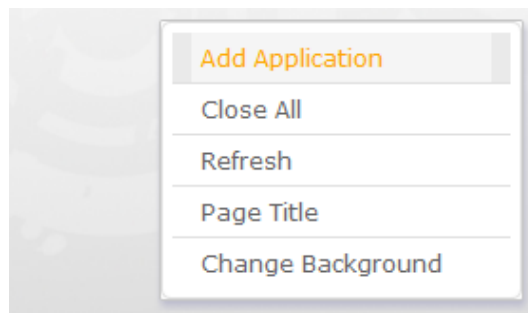 Add Application
Close All
Refresh
Page Title
Change Background